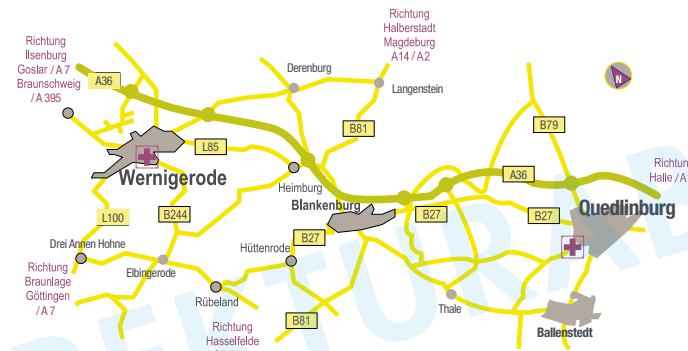 Richtung
Ilsenburg
Goslar / A 7
Braunschweig
/ A 395
Richtung
Halberstadt
Magdeburg
A 14 / A 2
A36
Derenburg
Langenstein
N
B81
B79
L85
Wernigerode
Heimburg
Blankenburg
A36
Richtung
Halle / A
L100
B244
B27
B27
Quedlinburg
Drei Annen Hohne
Elbingerode
Hüttenrode
B27
Richtung
Braunlage
Göttingen
/ A 7
Rübeland
Thale
B81
Ballenstedt
Richtung
Hasselfelde